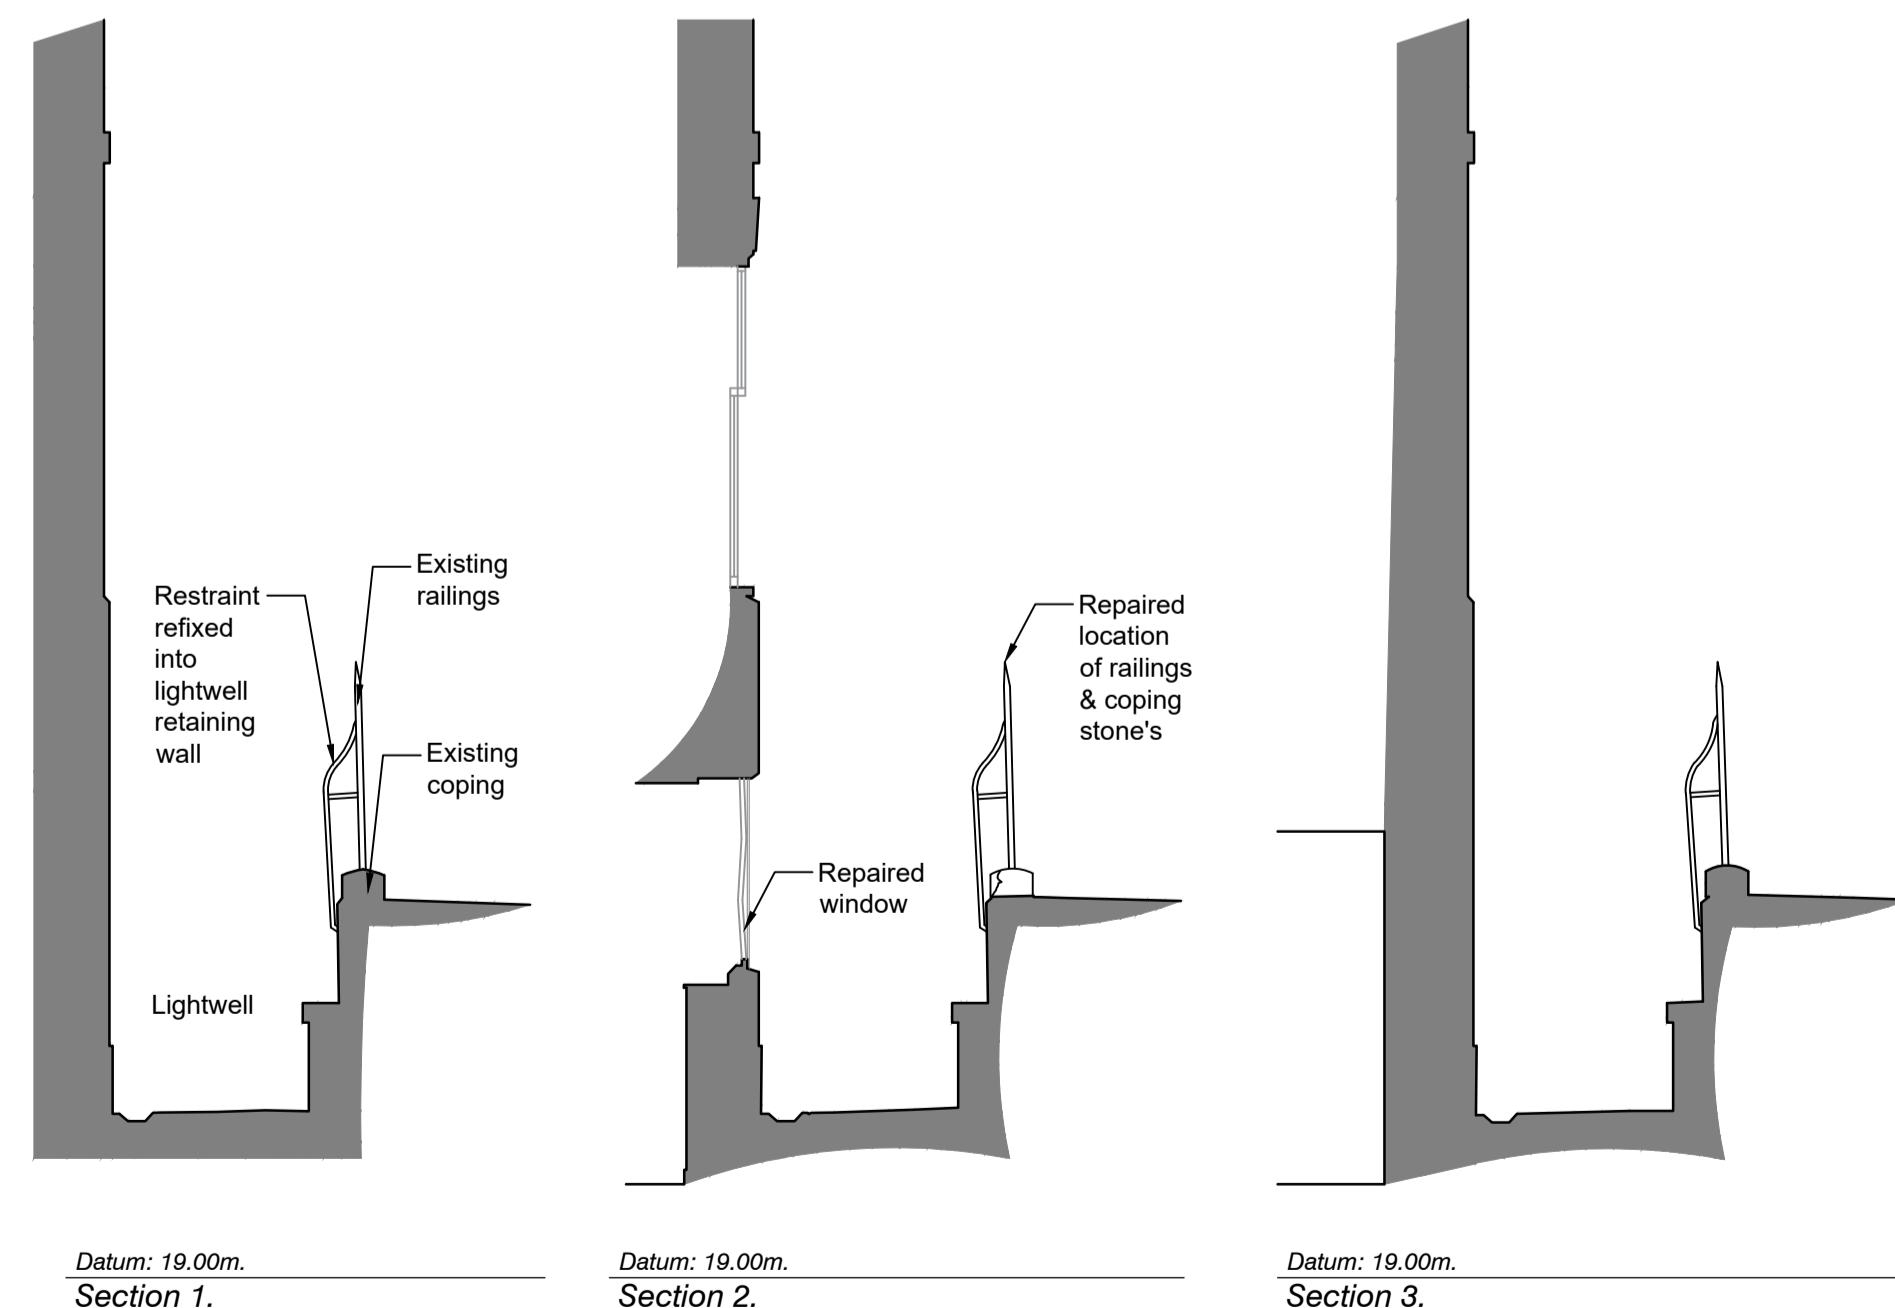 Existing
railings
Restraint
refixed
into
lightwell
retaining
wall
Existing
coping
Lightwell
Datum: 19.00m.
Section 1.
Repaired
location
of railings
& coping
stone's
Repaired
window
Datum: 19.00m.
Section 2.
Datum: 19.00m.
Section 3.